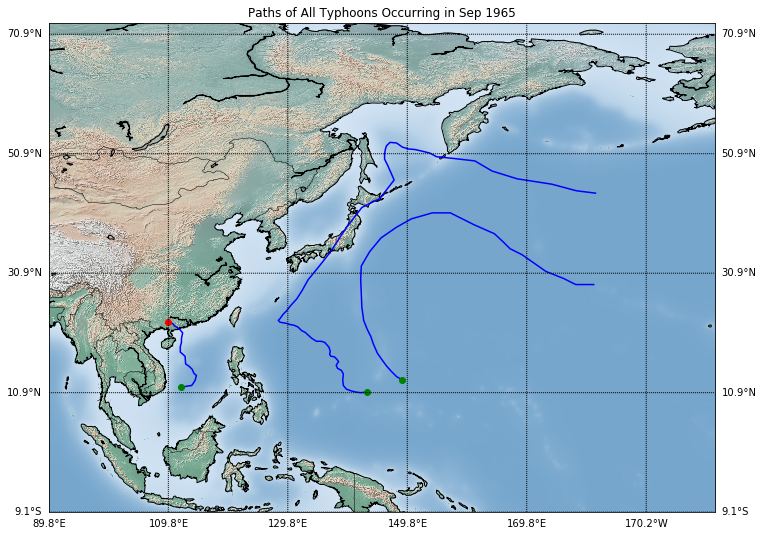 Paths of All Typhoons Occurring in Sep 1965
70.9°N 70.9°N
50.9°N 50.9°N
30.9°N 30.9°N
10.9°N 10.9°N
9.1°S 9.1°S
89.8°E 109.8°E 129.8°E 149.8°E 169.8°E 170.2°W